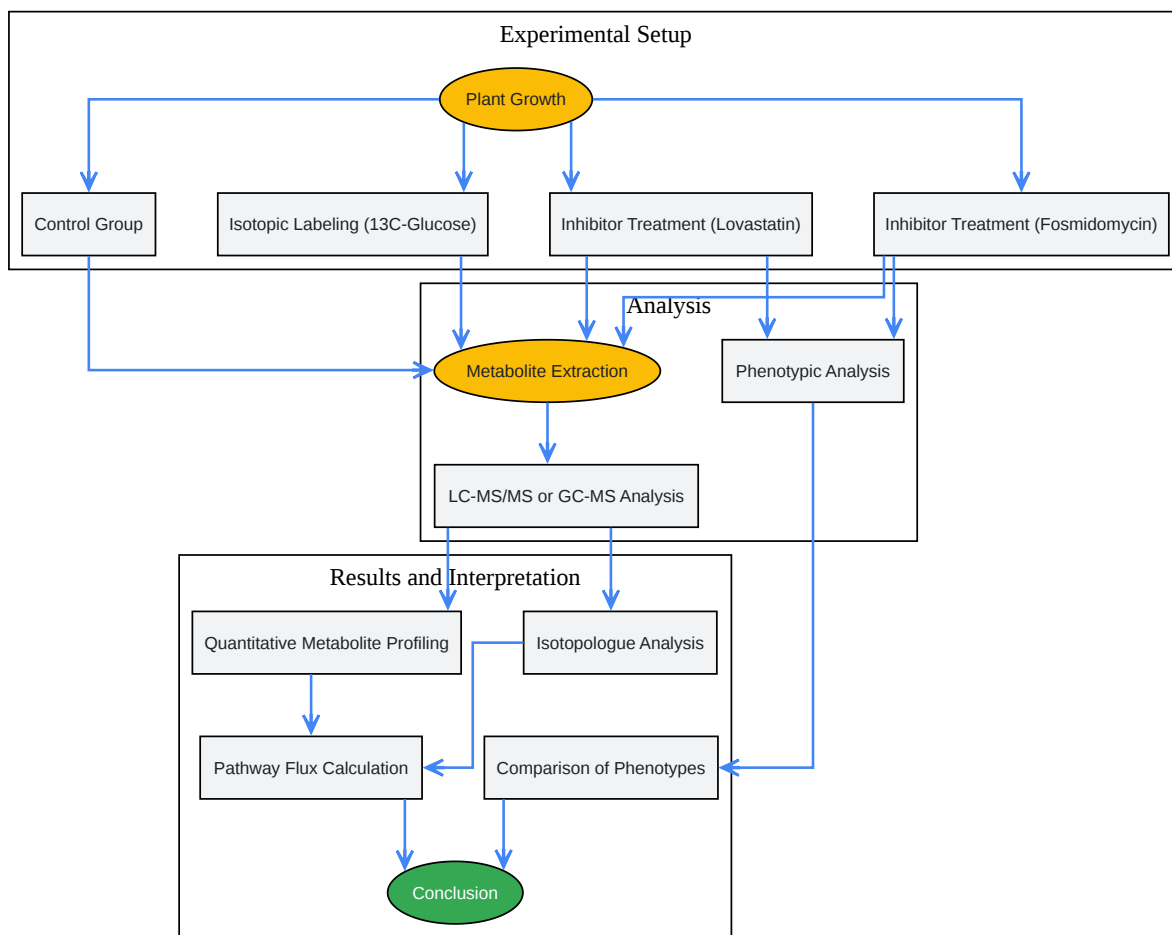 Experimental Setup
Plant Growth
Control Group
Isotopic Labeling (13C-Glucose)
Inhibitor Treatment (Lovastatin)
Inhibitor Treatment (Fosmidomycin)
Analysis
Metabolite Extraction
Phenotypic Analysis
LC-MS/MS or GC-MS Analysis
Results and Interpretation
Quantitative Metabolite Profiling
Isotopologue Analysis
Pathway Flux Calculation
Comparison of Phenotypes
Conclusion